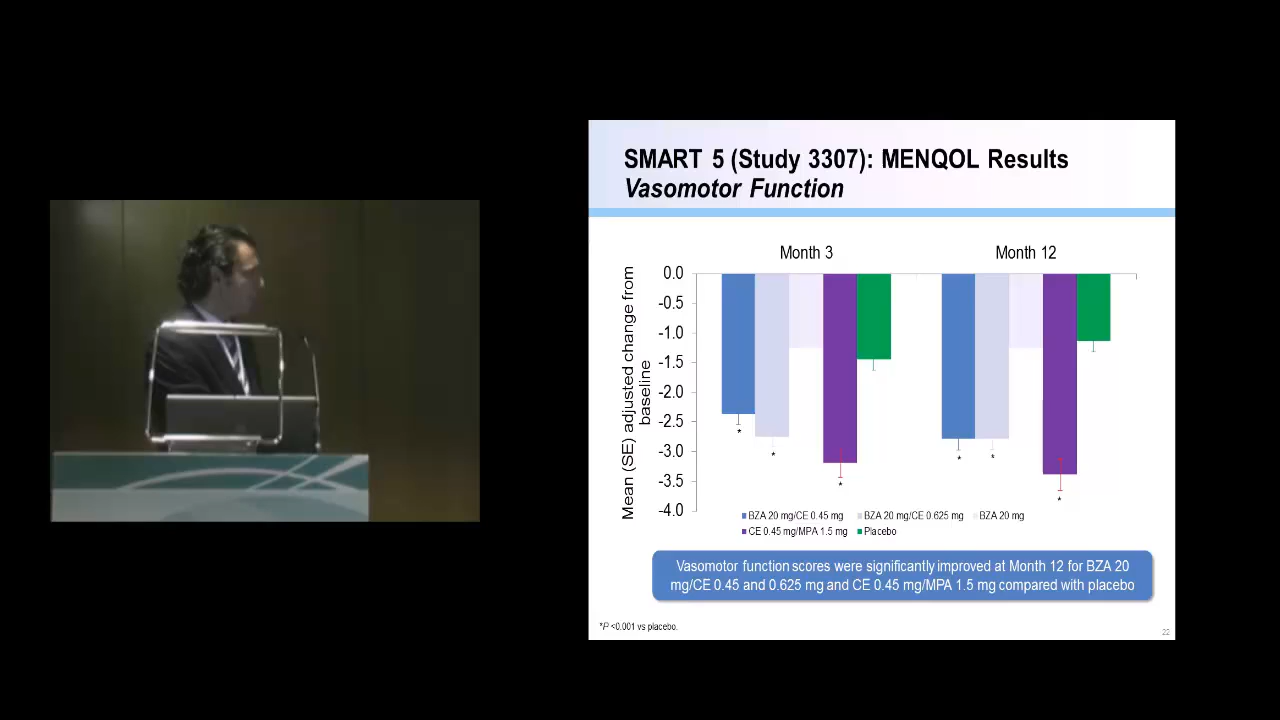 SMART 5 (Study 3307): MENQOL Results
Vasomotor Function
Month 3
Month 12
Mean (SE) adjusted change from
baseline
0.0
-0.5
-1.0
-1.5
-2.0
-2.5
-3.0
-3.5
-4.0
*
*
*
*
*
*
BZA 20 mg/CE 0.45 mg
BZA 20 mg/CE 0.625 mg
BZA 20 mg
CE 0.45 mg/MPA 1.5 mg
Placebo
Vasomotor function scores were significantly improved at Month 12 for BZA 20
mg/CE 0.45 and 0.625 mg and CE 0.45 mg/MPA 1.5 mg compared with placebo
*P <0.001 vs placebo.
22